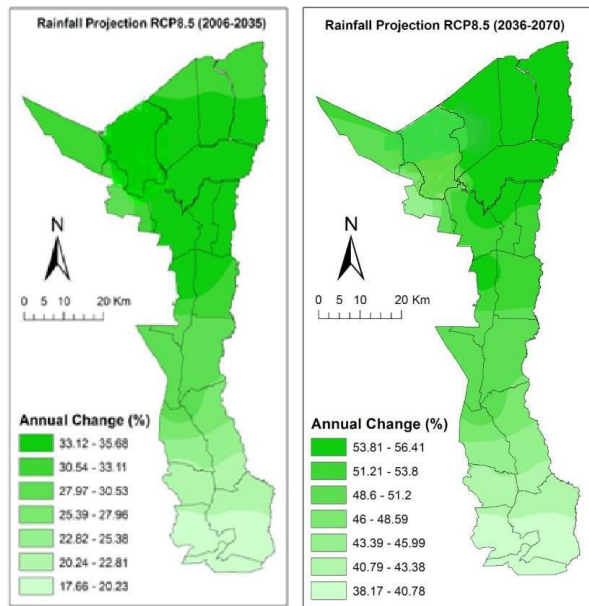 Rainfall Projection RCP8.5 (2006-2035)
N
0 5 10 20 Km
Annual Change (%)
33.12 - 35.68
30.54 - 33.11
27.97 - 30.53
25.39 - 27.96
22.82 - 25.38
20.24 - 22.81
17.66 - 20.23
Rainfall Projection RCP8.5 (2036-2070)
N
0 5 10 20 Km
Annual Change (%)
53.81 - 56.41
51.21 - 53.8
48.6 - 51.2
46 - 48.59
43.39 - 45.99
40.79 - 43.38
38.17 - 40.78